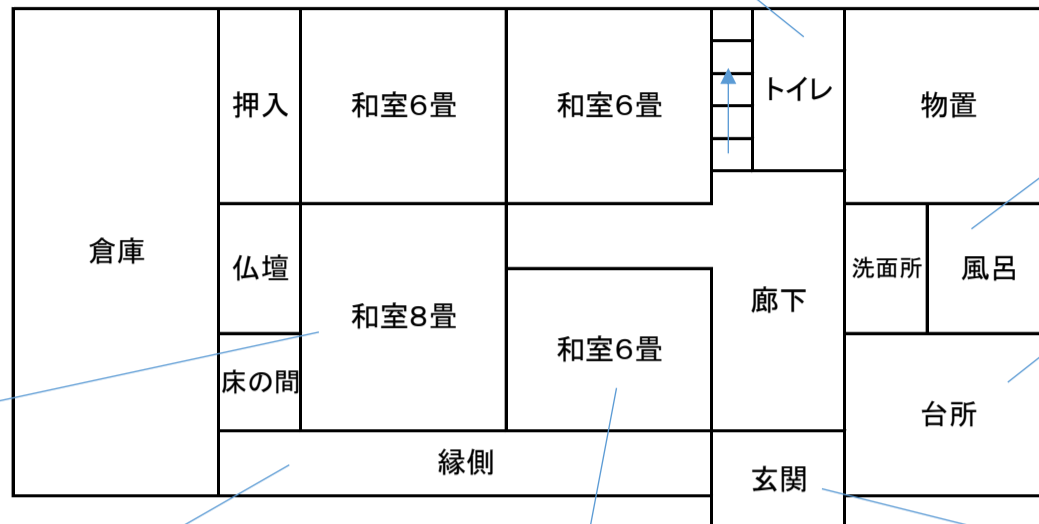 押入
和室6畳
和室6畳
トイレ
物置
倉庫
仏壇
和室8畳
和室6畳
廊下
洗面所
風呂
床の間
台所
縁側
玄関